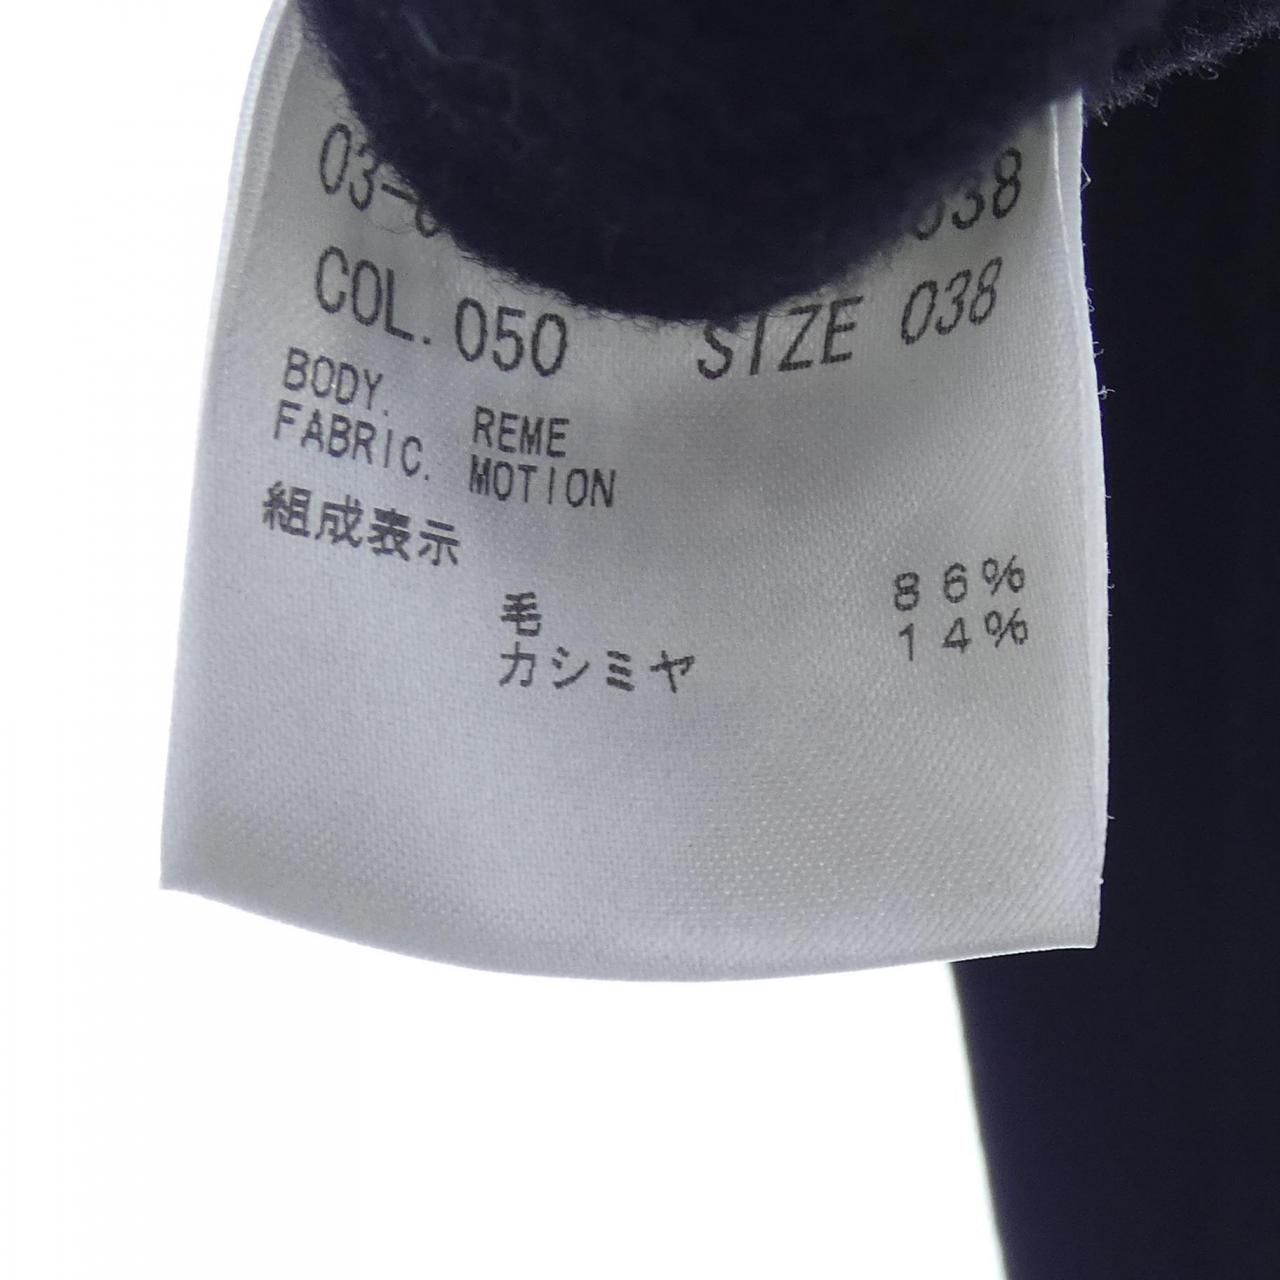 COL. 050 SIZE 038
BODY. REME
FABRIC. MOTION
組成表示
毛 86%
カシミヤ 14%